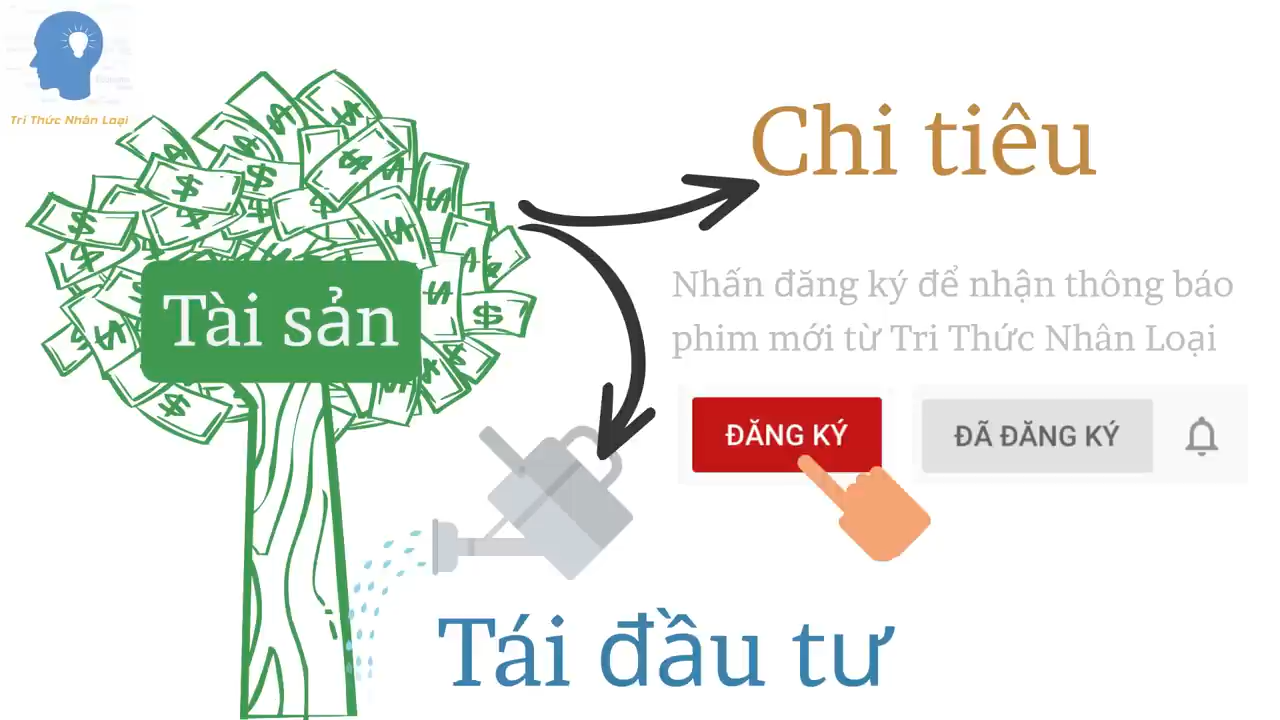 Tri Thức Nhân Loại
Chi tiêu
Tài sản
Nhấn đăng ký để nhận thông báo
phim mới từ Tri Thức Nhân Loại
ĐĂNG KÝ
ĐÃ ĐĂNG KÝ
Tái đầu tư